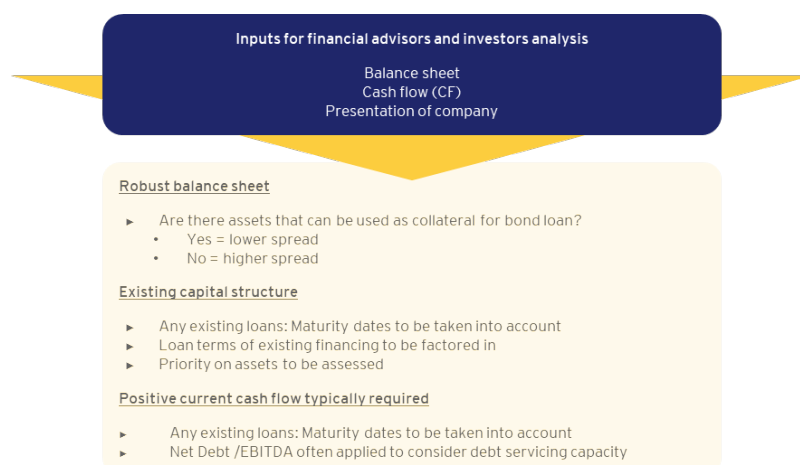 Inputs for financial advisors and investors analysis
Balance sheet
Cash flow (CF)
Presentation of company
Robust balance sheet
► Are there assets that can be used as collateral for bond loan?
• Yes = lower spread
• No = higher spread
Existing capital structure
► Any existing loans: Maturity dates to be taken into account
► Loan terms of existing financing to be factored in
► Priority on assets to be assessed
Positive current cash flow typically required
► Any existing loans: Maturity dates to be taken into account
► Net Debt /EBITDA often applied to consider debt servicing capacity